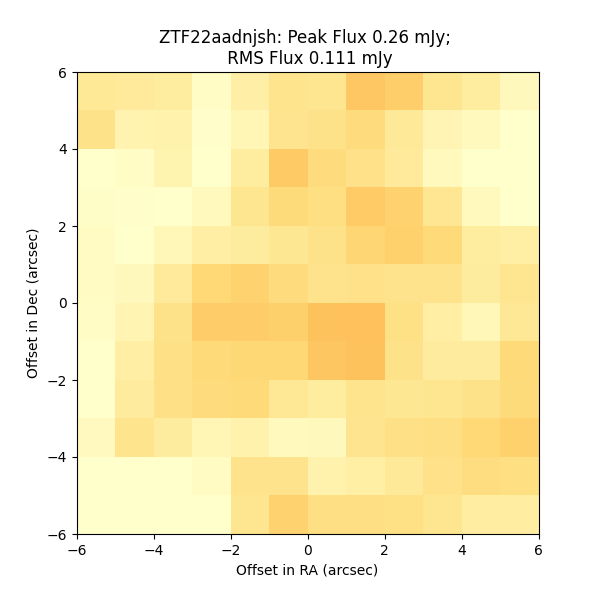 ZTF22aadnjsh: Peak Flux 0.26 mJy;
RMS Flux 0.111 mJy
6
4
2
0
−2
−4
−6
Offset in Dec (arcsec)
−6 −4 −2 0 2 4 6
Offset in RA (arcsec)